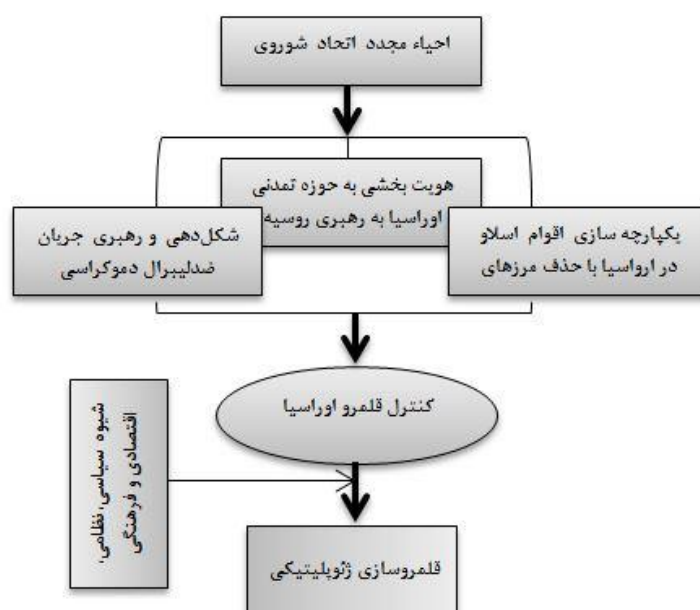 احیاء مجدد اتحاد شوروی
هویت بخشی به حوزه تمدنی
اوراسیا به رهبری روسیه
یکپارچه سازی اقوام اسلاو
در ارواسیا با حذف مرزهای
شکل‌دهی و رهبری جریان
ضدلیبرال دموکراسی
کنترل قلمرو اوراسیا
شیوه سیاسی، نظامی،
اقتصادی و فرهنگی
قلمروسازی ژئوپلیتیکی